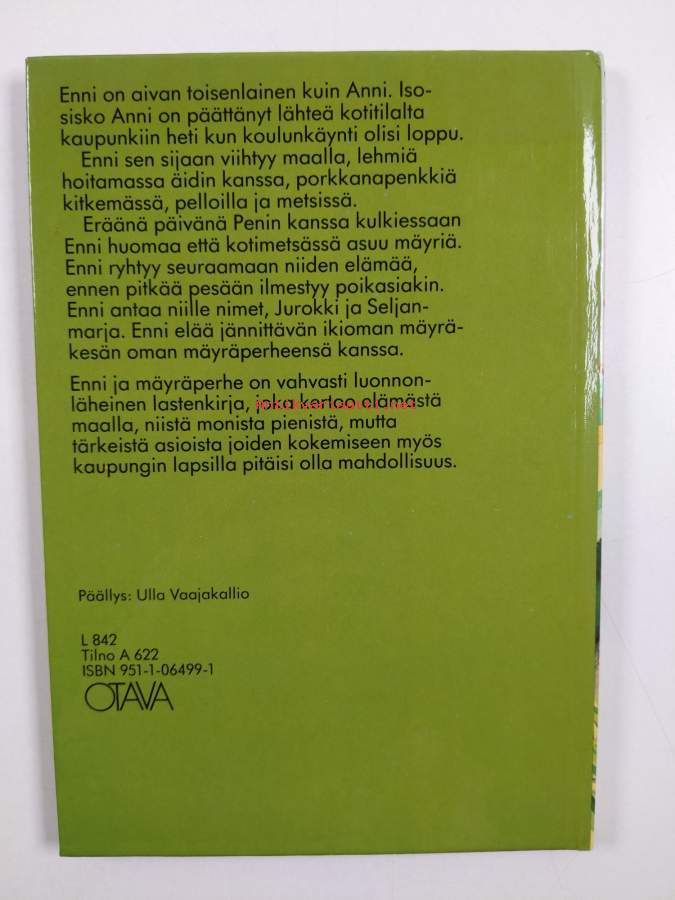 Enni on aivan toisenlainen kuin Anni. Iso-
sisko Anni on päättänyt lähteä kotitilalta
kaupunkiin heti kun koulunkäynti olisi loppu.
Enni sen sijaan viihtyy maalla, lehmiä
hoitamassa äidin kanssa, porkkanapenkkiä
kitkemässä, pelloilla ja metsissä.
Eräänä päivänä Penin kanssa kulkiessaan
Enni huomaa että kotimetsässä asuu mäyriä.
Enni ryhtyy seuraamaan niiden elämää,
ennen pitkää pesään ilmestyy poikasiakin.
Enni antaa niille nimet, Jurokki ja Seljan-
marja. Enni elää jännittävän ikioman mäyrä-
kesän oman mäyräperheensä kanssa.
Enni ja mäyräperhe on vahvasti luonnon-
läheinen lastenkirja, joka kertoo elämästä
maalla, niistä monista pienistä, mutta
tärkeistä asioista joiden kokemiseen myös
kaupungin lapsilla pitäisi olla mahdollisuus.
Päällys: Ulla Vaajakallio
L 842
Tilno A 622
ISBN 951-1-06499-1
OTAVA